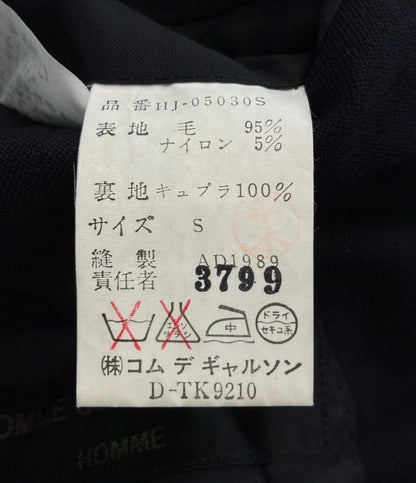 品番 HJ-05030S
表地 毛 95%
ナイロン 5%
裏地 キュプラ100%
サイズ S
縫製 AD1989
責任者 3799
中 ドライ
セキユ系
㈱コム デ ギャルソン
D-TK9210
HOMME
HOMME